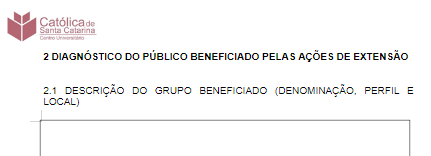 Católica de
Santa Catarina
Centro Universitário
2 DIAGNÓSTICO DO PÚBLICO BENEFICIADO PELAS AÇÕES DE EXTENSÃO
2.1 DESCRIÇÃO DO GRUPO BENEFICIADO (DENOMINAÇÃO, PERFIL E
LOCAL)